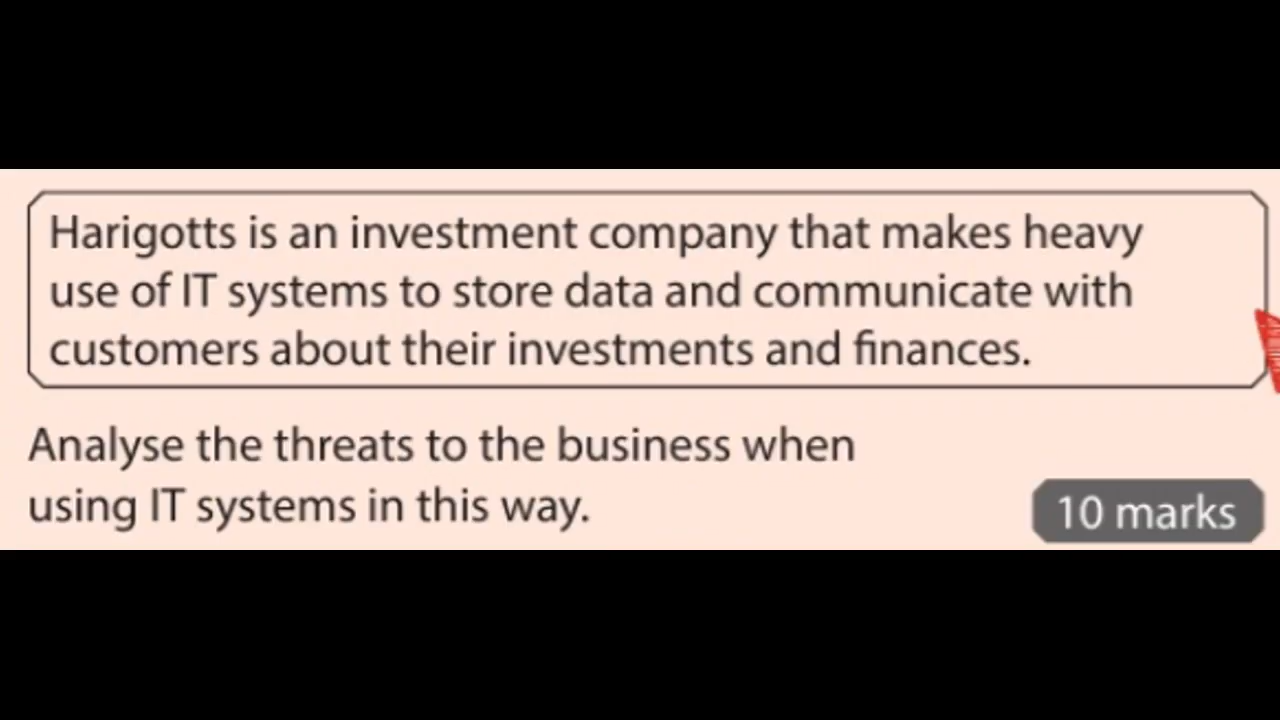 Harigotts is an investment company that makes heavy
use of IT systems to store data and communicate with
customers about their investments and finances.
Analyse the threats to the business when
using IT systems in this way.
10 marks